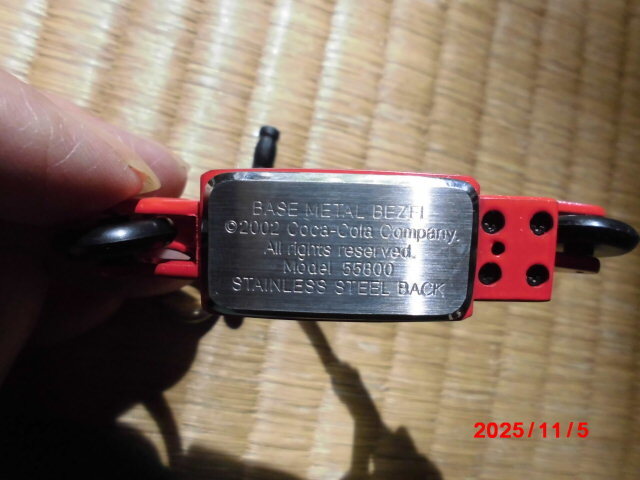 BASE METAL BEZEL
©2002 Coca-Cola Company.
All rights reserved.
Model 55800
STAINLESS STEEL BACK
2025/11/5